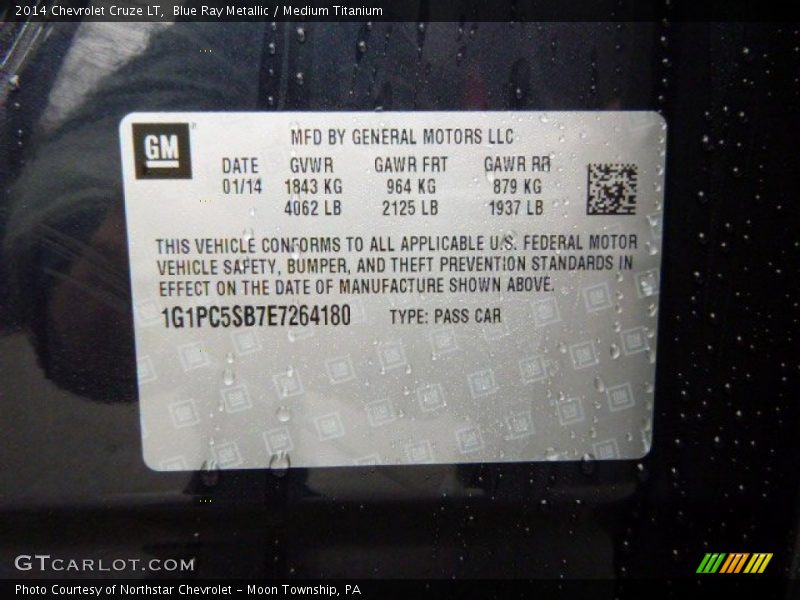 2014 Chevrolet Cruze LT,  Blue Ray Metallic / Medium Titanium
GM
MFD BY GENERAL MOTORS LLC
DATE GVWR GAWR FRT GAWR RR
01/14 1843 KG 964 KG 879 KG
4062 LB 2125 LB 1937 LB
THIS VEHICLE CONFORMS TO ALL APPLICABLE U.S. FEDERAL MOTOR
VEHICLE SAFETY, BUMPER, AND THEFT PREVENTION STANDARDS IN
EFFECT ON THE DATE OF MANUFACTURE SHOWN ABOVE.
1G1PC5SB7E7264180 TYPE: PASS CAR
GTCARLOT.COM
Photo Courtesy of Northstar Chevrolet - Moon Township, PA